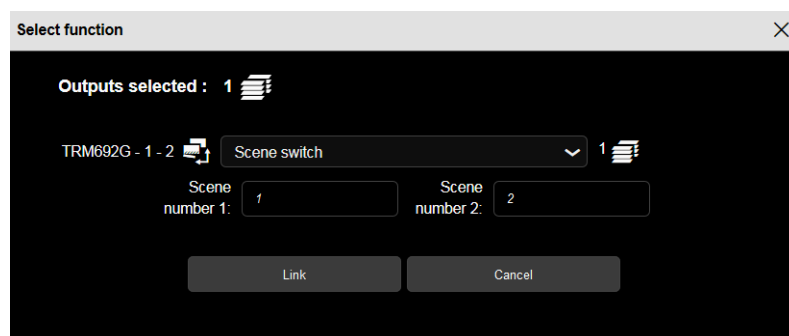 Select function
Outputs selected : 1
TRM692G - 1 - 2 Scene switch 1
Scene number 1: 1 Scene number 2: 2
Link Cancel